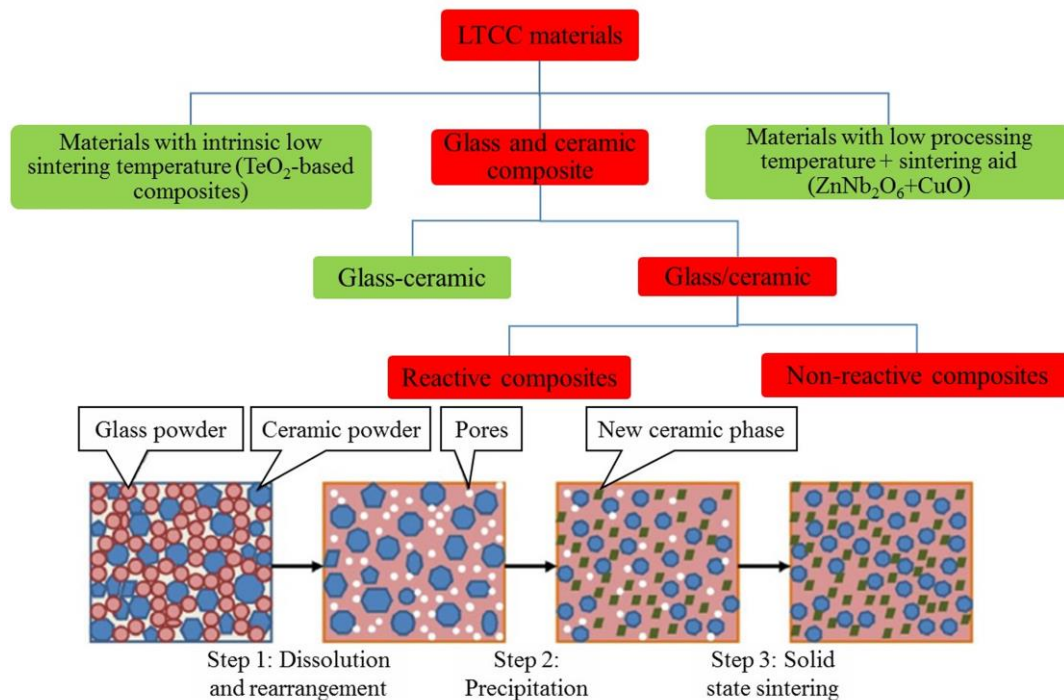 LTCC materials
Materials with intrinsic low
sintering temperature (TeO₂-based
composites)
Glass and ceramic
composite
Materials with low processing
temperature + sintering aid
(ZnNb₂O₆+CuO)
Glass-ceramic
Glass/ceramic
Reactive composites
Non-reactive composites
Glass powder
Ceramic powder
Pores
New ceramic phase
Step 1: Dissolution
and rearrangement
Step 2:
Precipitation
Step 3: Solid
state sintering